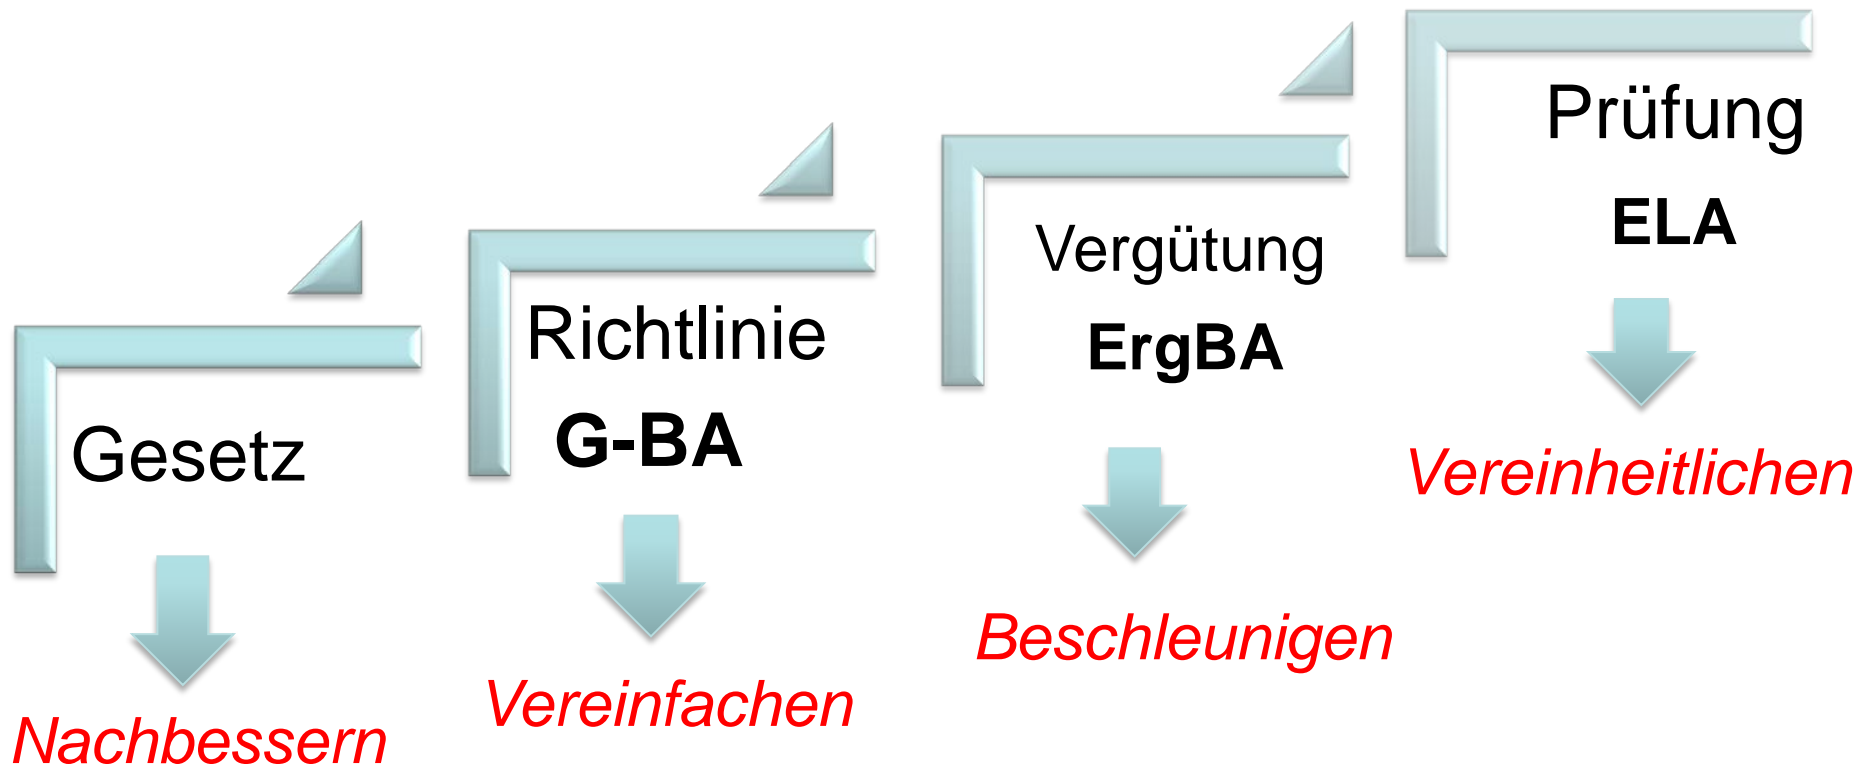 Gesetz
Nachbessern
Richtlinie
G-BA
Vereinfachen
Vergütung
ErgBA
Beschleunigen
Prüfung
ELA
Vereinheitlichen